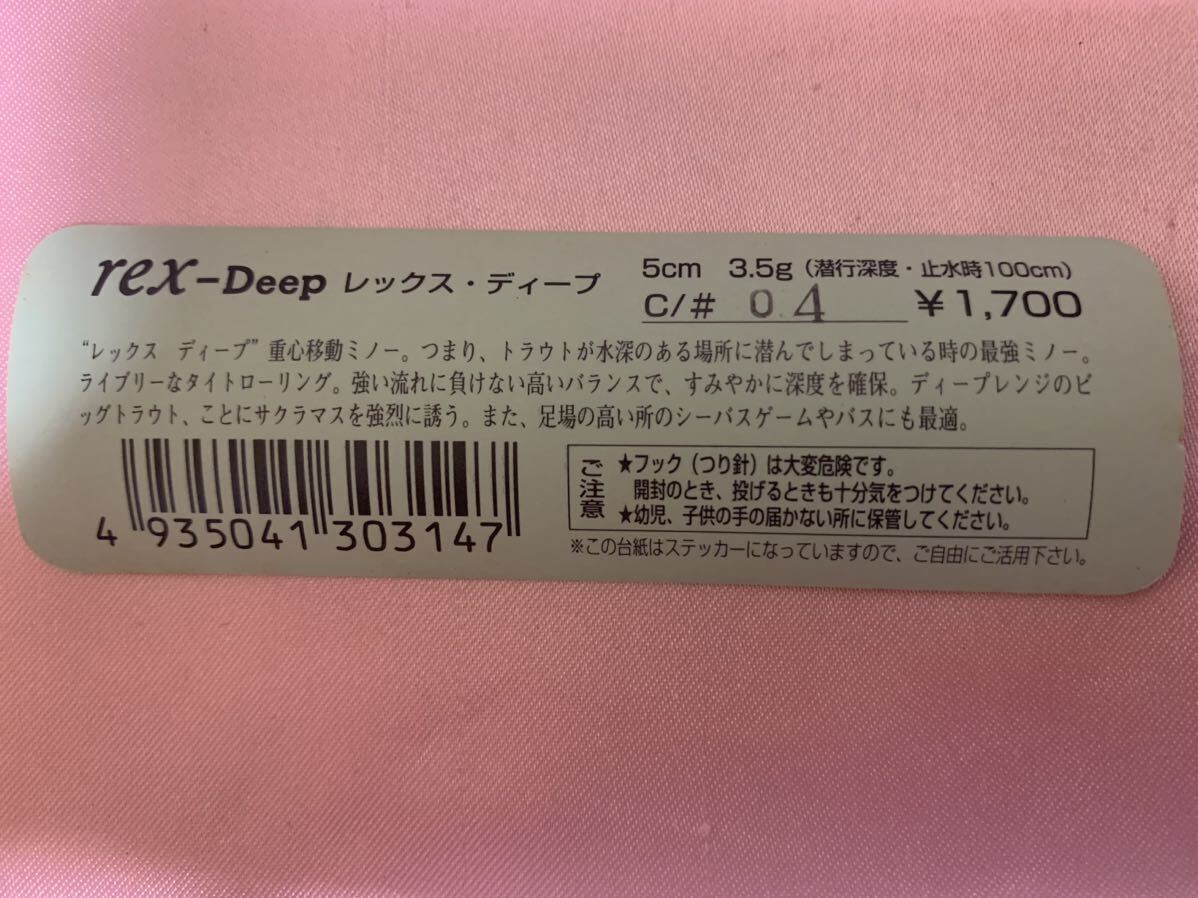 rex-Deep レックス・ディープ 5cm 3.5g (潜行深度・止水時100cm)
C/# 04 ¥1,700
“レックス ディープ” 重心移動ミノー。つまり、トラウトが水深のある場所に潜んでしまっている時の最強ミノー。
ライブリーなタイトローリング。強い流れに負けない高いバランスで、すみやかに深度を確保。ディープレンジのビ
ッグトラウト、ことにサクラマスを強烈に誘う。また、足場の高い所のシーバスゲームやバスにも最適。
4 935041 303147
ご注意
★フック（つり針）は大変危険です。
開封のとき、投げるときも十分気をつけてください。
★幼児、子供の手の届かない所に保管してください。
※この台紙はステッカーになっていますので、ご自由にご活用下さい。